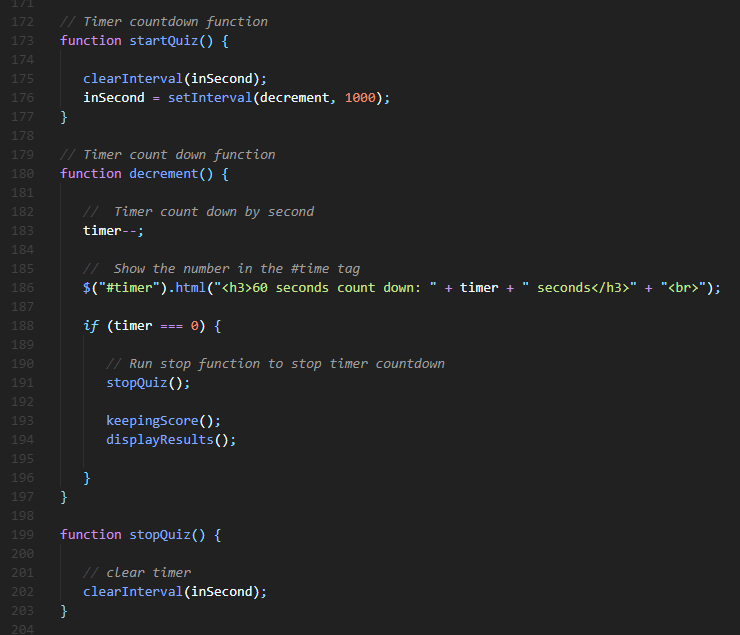 171
172 // Timer countdown function
173 function startQuiz() {
174
175 clearInterval(inSecond);
176 inSecond = setInterval(decrement, 1000);
177 }
178
179 // Timer count down function
180 function decrement() {
181
182 //  Timer count down by second
183 timer--;
184
185 //  Show the number in the #time tag
186 $("#timer").html("<h3>60 seconds count down: " + timer + " seconds</h3>" + "<br>");
187
188 if (timer === 0) {
189
190 // Run stop function to stop timer countdown
191 stopQuiz();
192
193 keepingScore();
194 displayResults();
195
196 }
197 }
198
199 function stopQuiz() {
200
201 // clear timer
202 clearInterval(inSecond);
203 }
204